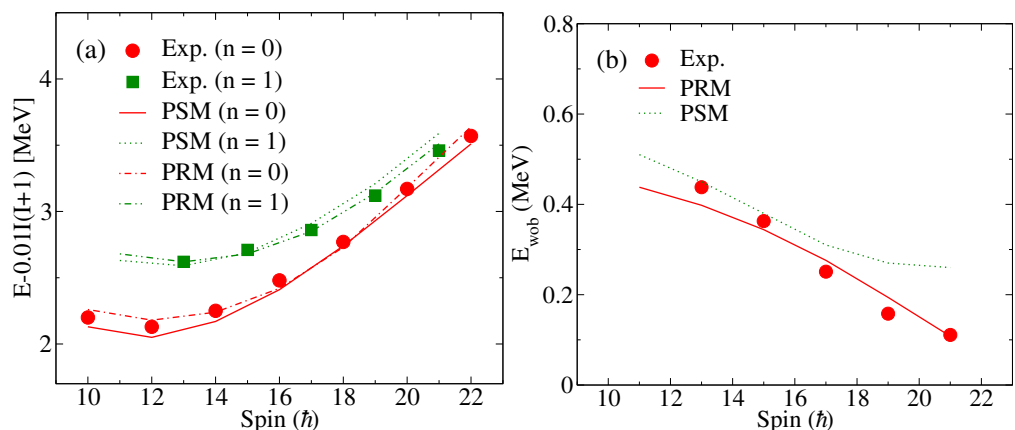 (a)
Exp. (n = 0)
Exp. (n = 1)
PSM (n = 0)
PSM (n = 1)
PRM (n = 0)
PRM (n = 1)
E-0.01I(I+1) [MeV]
4
3
2
10 12 14 16 18 20 22
Spin (ħ)
(b)
Exp.
PRM
PSM
E_wob (MeV)
0.8
0.6
0.4
0.2
0
10 12 14 16 18 20 22
Spin (ħ)